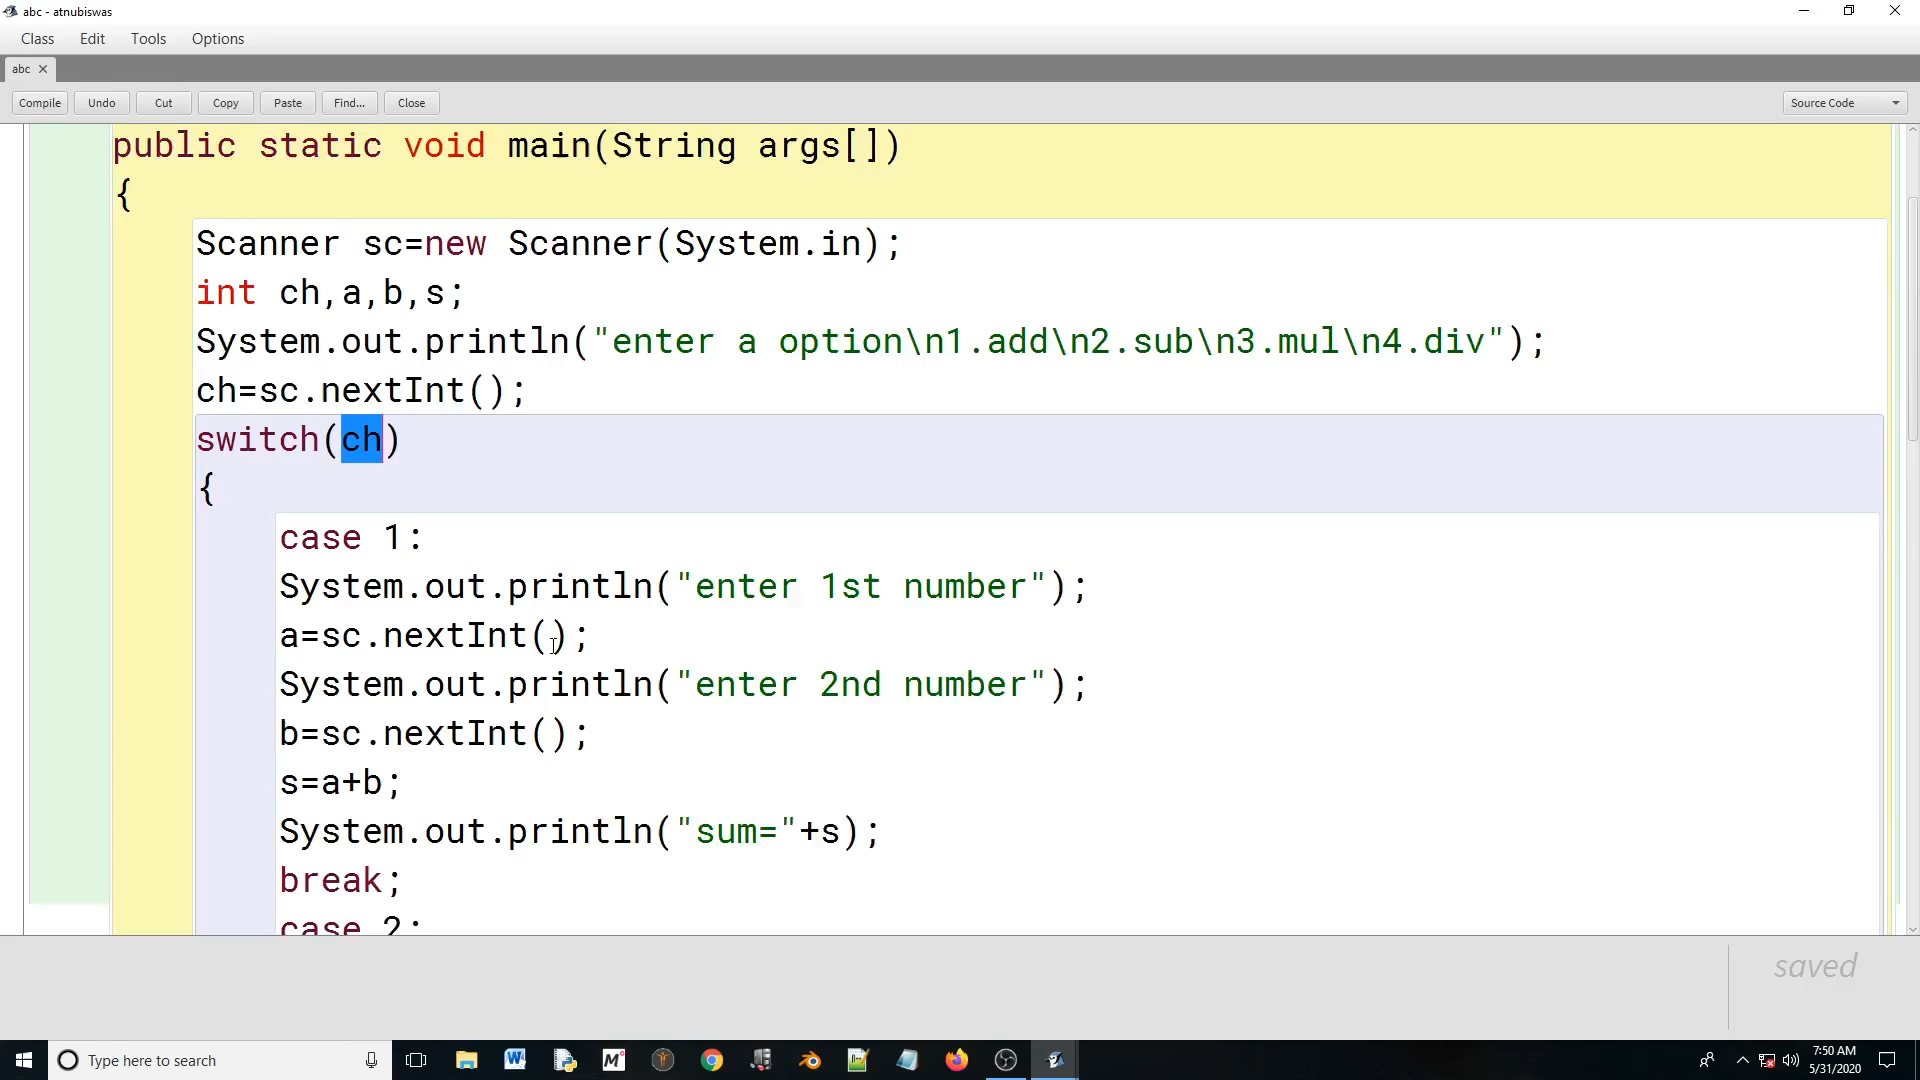 abc - atnubiswas
Class Edit Tools Options
abc
Compile Undo Cut Copy Paste Find... Close Source Code
public static void main(String args[])
{
Scanner sc=new Scanner(System.in);
int ch,a,b,s;
System.out.println("enter a option\n1.add\n2.sub\n3.mul\n4.div");
ch=sc.nextInt();
switch(ch)
{
case 1:
System.out.println("enter 1st number");
a=sc.nextInt();
System.out.println("enter 2nd number");
b=sc.nextInt();
s=a+b;
System.out.println("sum="+s);
break;
case 2:
saved
Type here to search
7:50 AM
5/31/2020